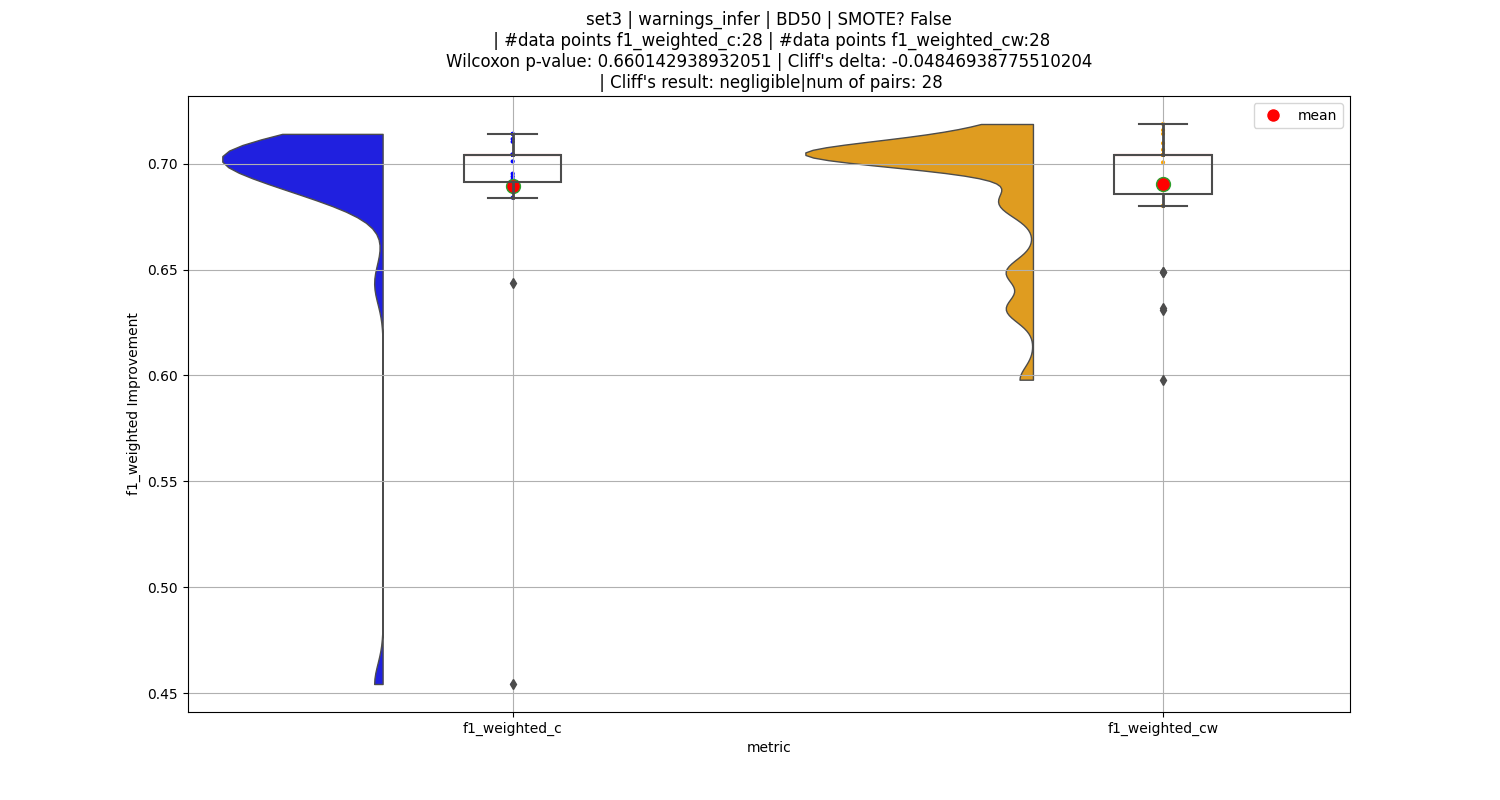 set3 | warnings_infer | BD50 | SMOTE? False
| #data points f1_weighted_c:28 | #data points f1_weighted_cw:28
Wilcoxon p-value: 0.660142938932051 | Cliff's delta: -0.04846938775510204
| Cliff's result: negligible|num of pairs: 28
mean
0.70
0.65
0.60
0.55
0.50
0.45
f1_weighted Improvement
f1_weighted_c
f1_weighted_cw
metric